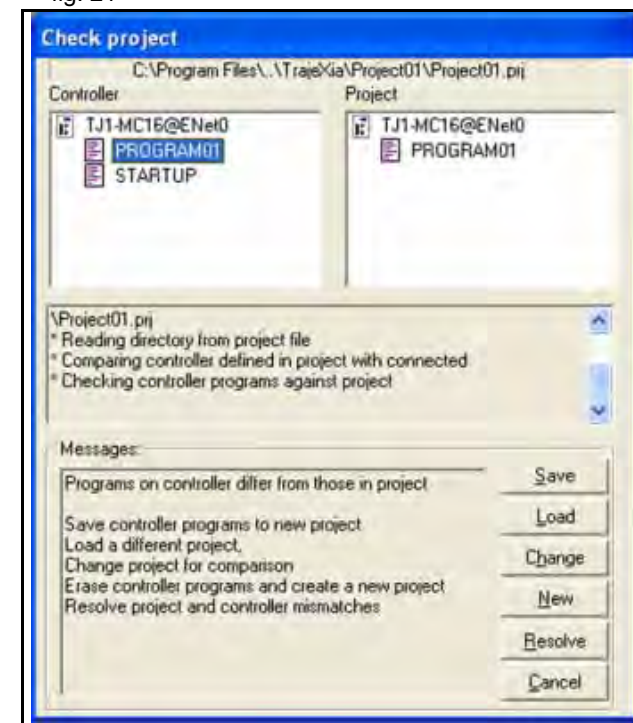 Check project
C:\Program Files\..\TrajeXia\Project01\Project01.prj
Controller
Project
TJ1-MC16@ENet0
PROGRAM01
STARTUP
TJ1-MC16@ENet0
PROGRAM01
\Project01.prj
* Reading directory from project file
* Comparing controller defined in project with connected
* Checking controller programs against project
Messages:
Programs on controller differ from those in project
Save controller programs to new project
Load a different project,
Change project for comparison
Erase controller programs and create a new project
Resolve project and controller mismatches
Save
Load
Change
New
Resolve
Cancel